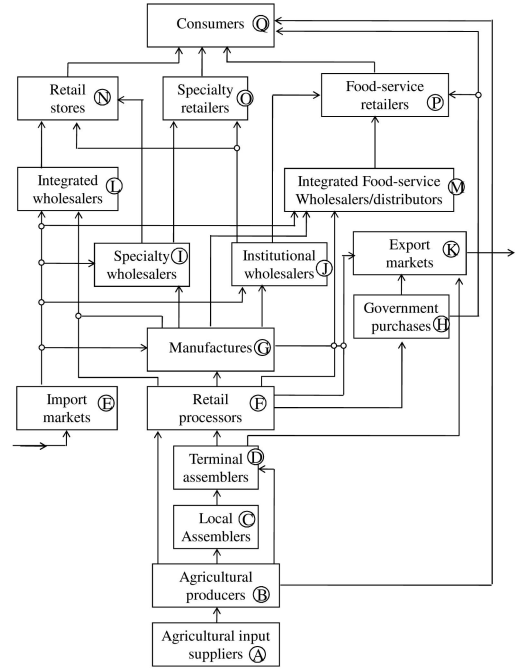 Consumers Q
Retail
stores N
Specialty
retailers O
Food-service
retailers P
Integrated
wholesalers L
Integrated Food-service
Wholesalers/distributors M
Specialty
wholesalers I
Institutional
wholesalers J
Export
markets K
Government
purchases H
Manufactures G
Import
markets E
Retail
processors F
Terminal
assemblers D
Local
Assemblers C
Agricultural
producers B
Agricultural input
suppliers A